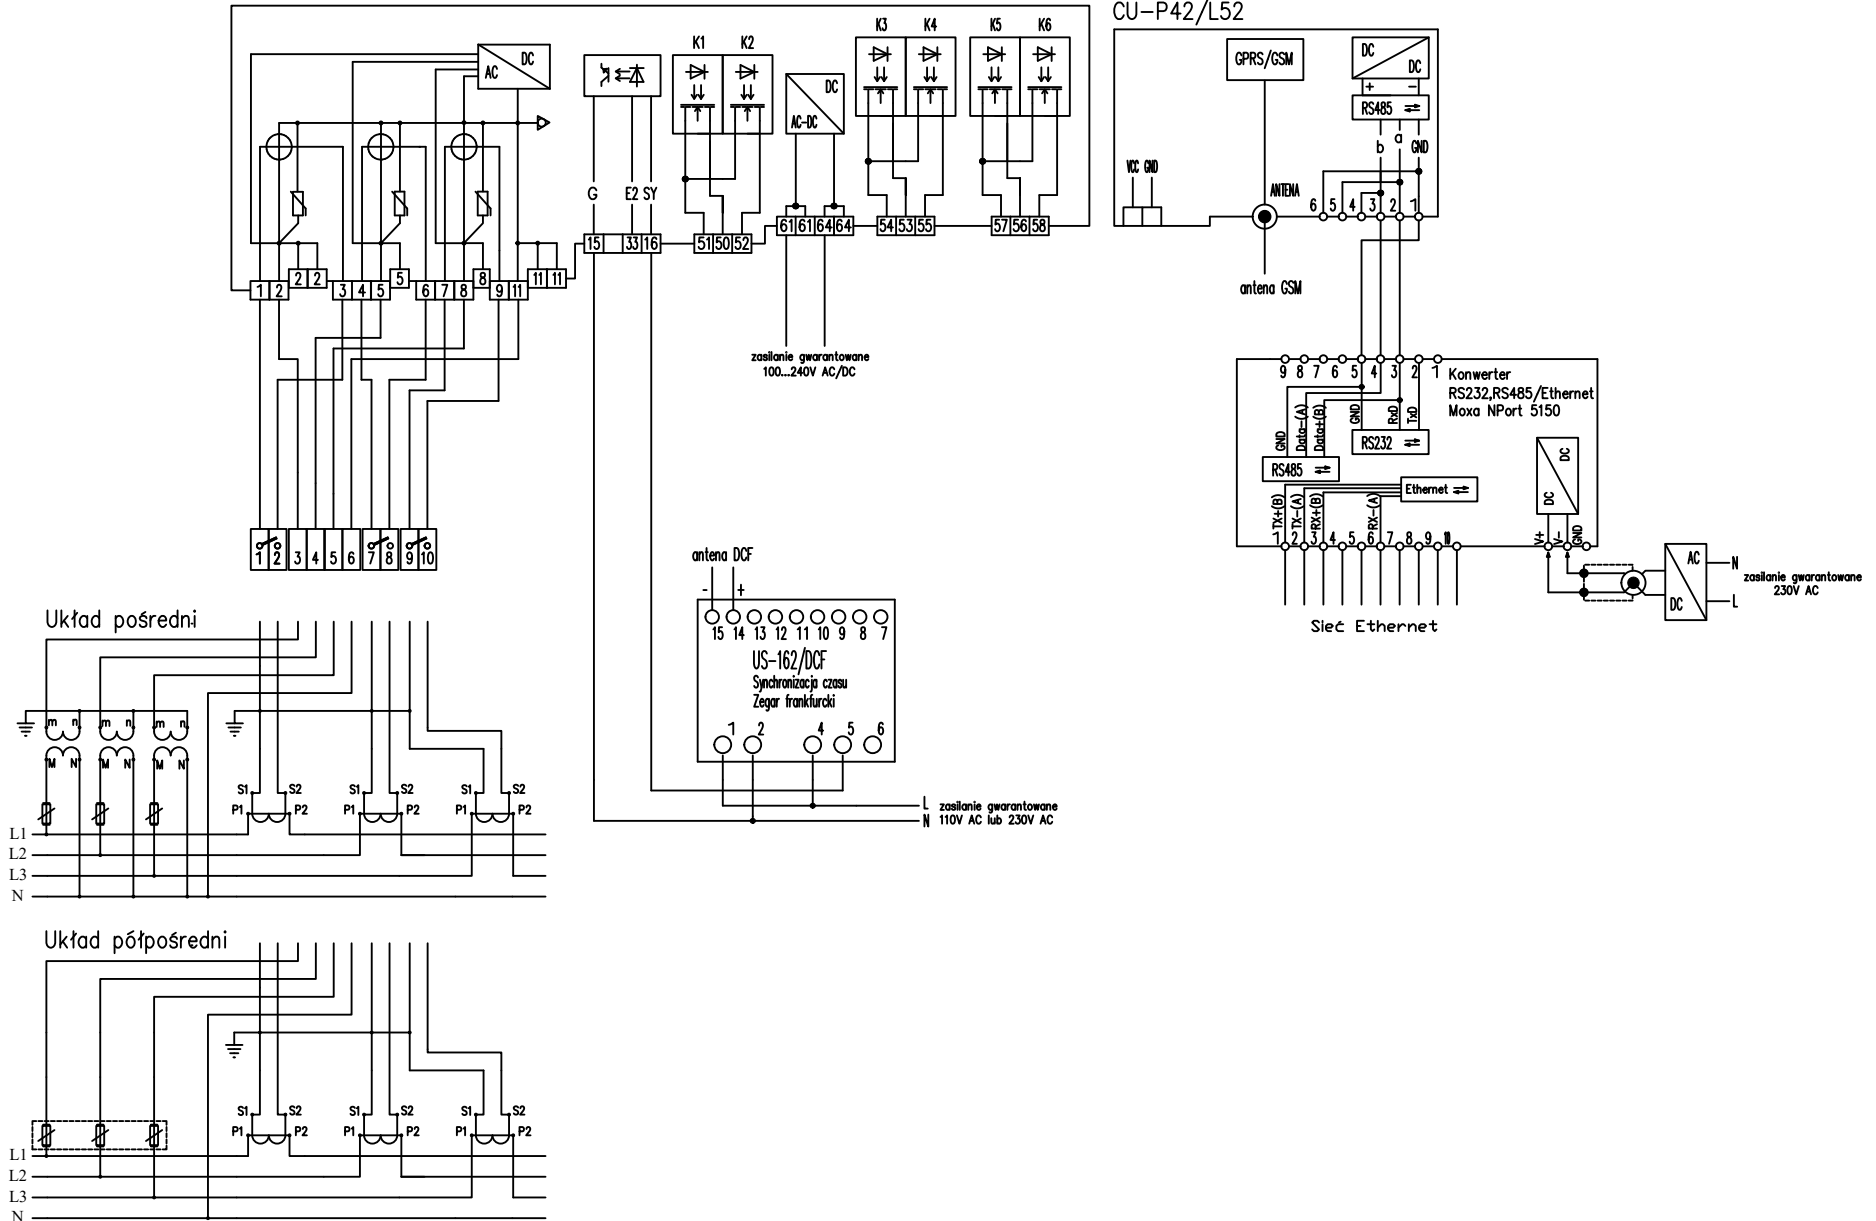 CU-P42/L52
K1 K2
K3 K4
K5 K6
AC DC
AC-DC DC
G E2 SY
15 33 16
51 50 52
61 61 64 64
54 53 55
57 56 58
2 2 5 8 11 11
1 2 3 4 5 6 7 8 9 11
zasilanie gwarantowane
100...240V AC/DC
1 2 3 4 5 6 7 8 9 10
GPRS/GSM
DC DC
+ -
RS485
b a GND
VCC GND
ANTENA
6 5 4 3 2 1
antena GSM
9 8 7 6 5 4 3 2 1
Konwerter
RS232,RS485/Ethernet
Moxa NPort 5150
GND Data-(A) Data+(B) GND RxD TxD
RS232
RS485
Ethernet
DC DC
TX+(B) TX-(A) RX+(B) RX-(A)
1 2 3 4 5 6 7 8 9 10
V+ V- GND
Sieć Ethernet
AC DC
N
zasilanie gwarantowane
230V AC
L
antena DCF
- +
15 14 13 12 11 10 9 8 7
US-162/DCF
Synchronizacja czasu
Zegar frankfurcki
1 2 4 5 6
L zasilanie gwarantowane
N 110V AC lub 230V AC
Układ pośredni
m n m n m n
M N M N M N
S1 S2 S1 S2 S1 S2
P1 P2 P1 P2 P1 P2
L1
L2
L3
N
Układ półpośredni
S1 S2 S1 S2 S1 S2
P1 P2 P1 P2 P1 P2
L1
L2
L3
N